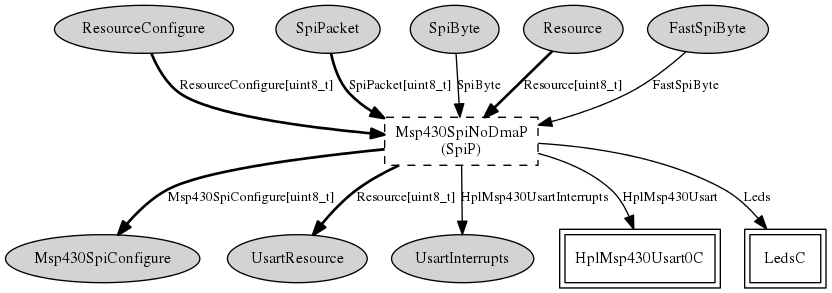 ResourceConfigure
SpiPacket
SpiByte
Resource
FastSpiByte
ResourceConfigure[uint8_t]
SpiPacket[uint8_t]
SpiByte
Resource[uint8_t]
FastSpiByte
Msp430SpiNoDmaP
(SpiP)
Msp430SpiConfigure[uint8_t]
Resource[uint8_t]
HplMsp430UsartInterrupts
HplMsp430Usart
Leds
Msp430SpiConfigure
UsartResource
UsartInterrupts
HplMsp430Usart0C
LedsC